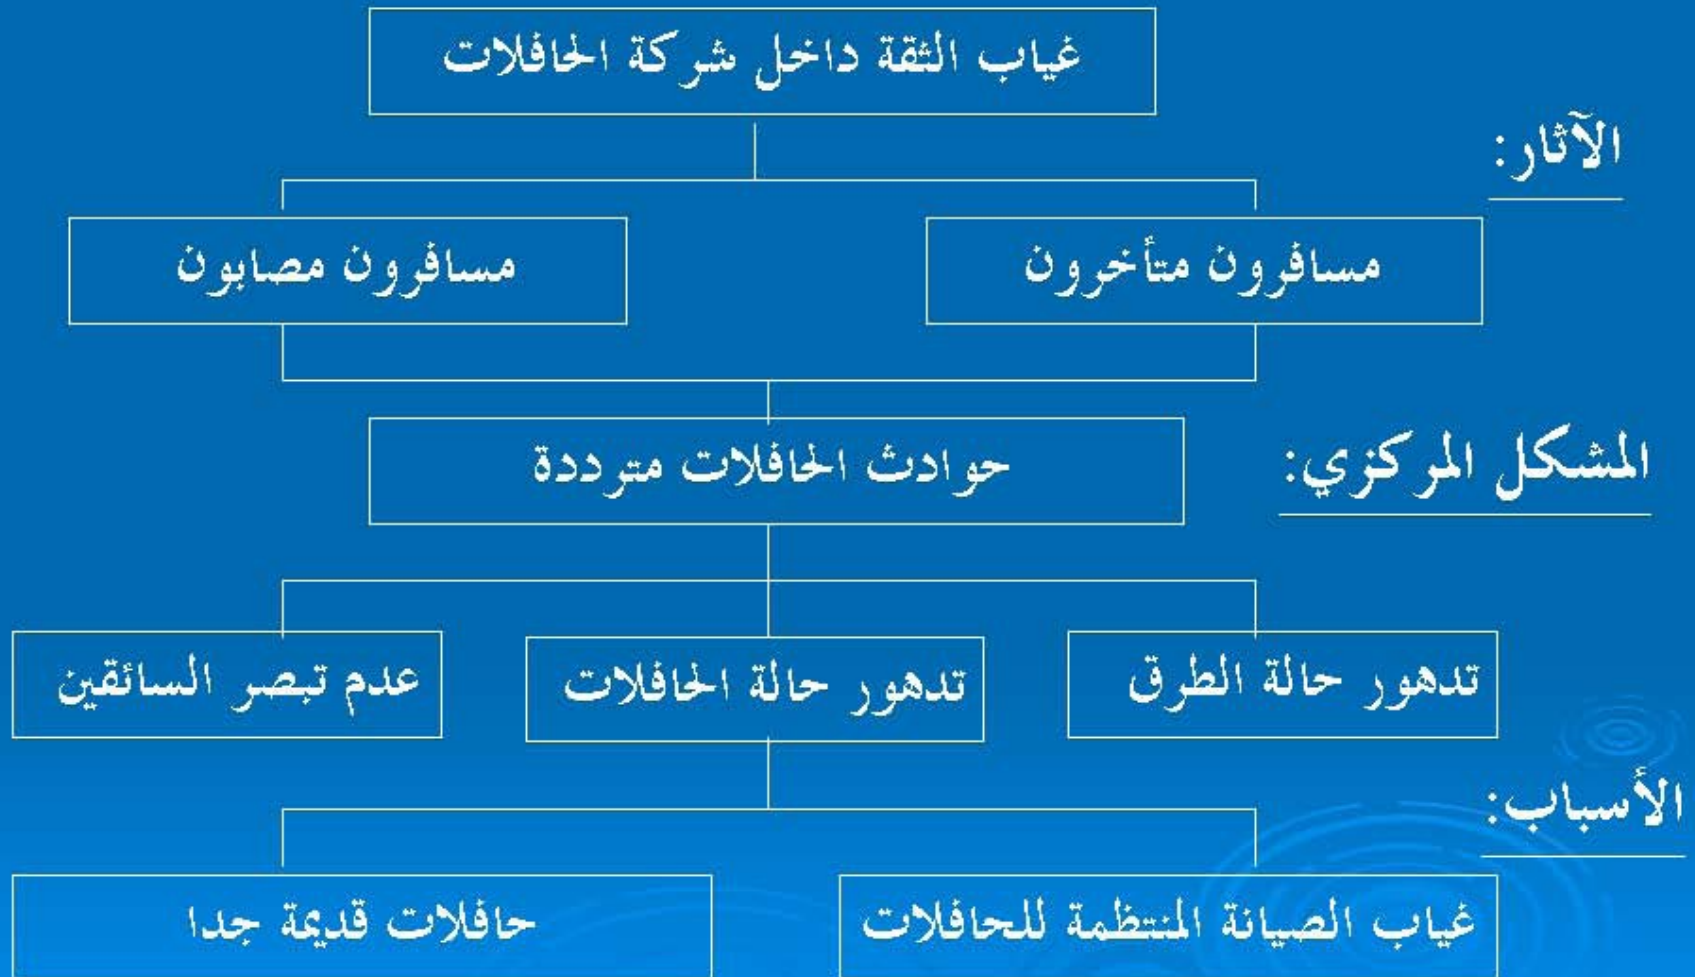 غياب الثقة داخل شركة الحافلات
الآثار:
مسافرون متأخرون
مسافرون مصابون
المشكل المركزي:
حوادث الحافلات مترددة
تدهور حالة الطرق
تدهور حالة الحافلات
عدم تبصر السائقين
الأسباب:
غياب الصيانة المنتظمة للحافلات
حافلات قديمة جدا